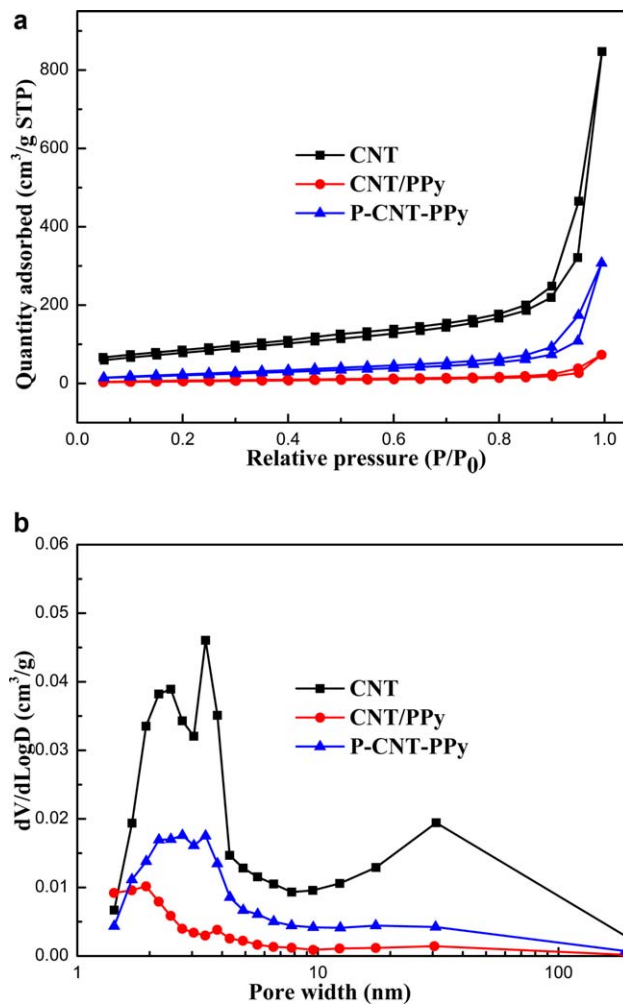 a
Quantity adsorbed (cm³/g STP)
800
600
400
200
0
CNT
CNT/PPy
P-CNT-PPy
0.0 0.2 0.4 0.6 0.8 1.0
Relative pressure (P/P₀)
b
dV/dLogD (cm³/g)
0.06
0.05
0.04
0.03
0.02
0.01
0.00
CNT
CNT/PPy
P-CNT-PPy
1 10 100
Pore width (nm)